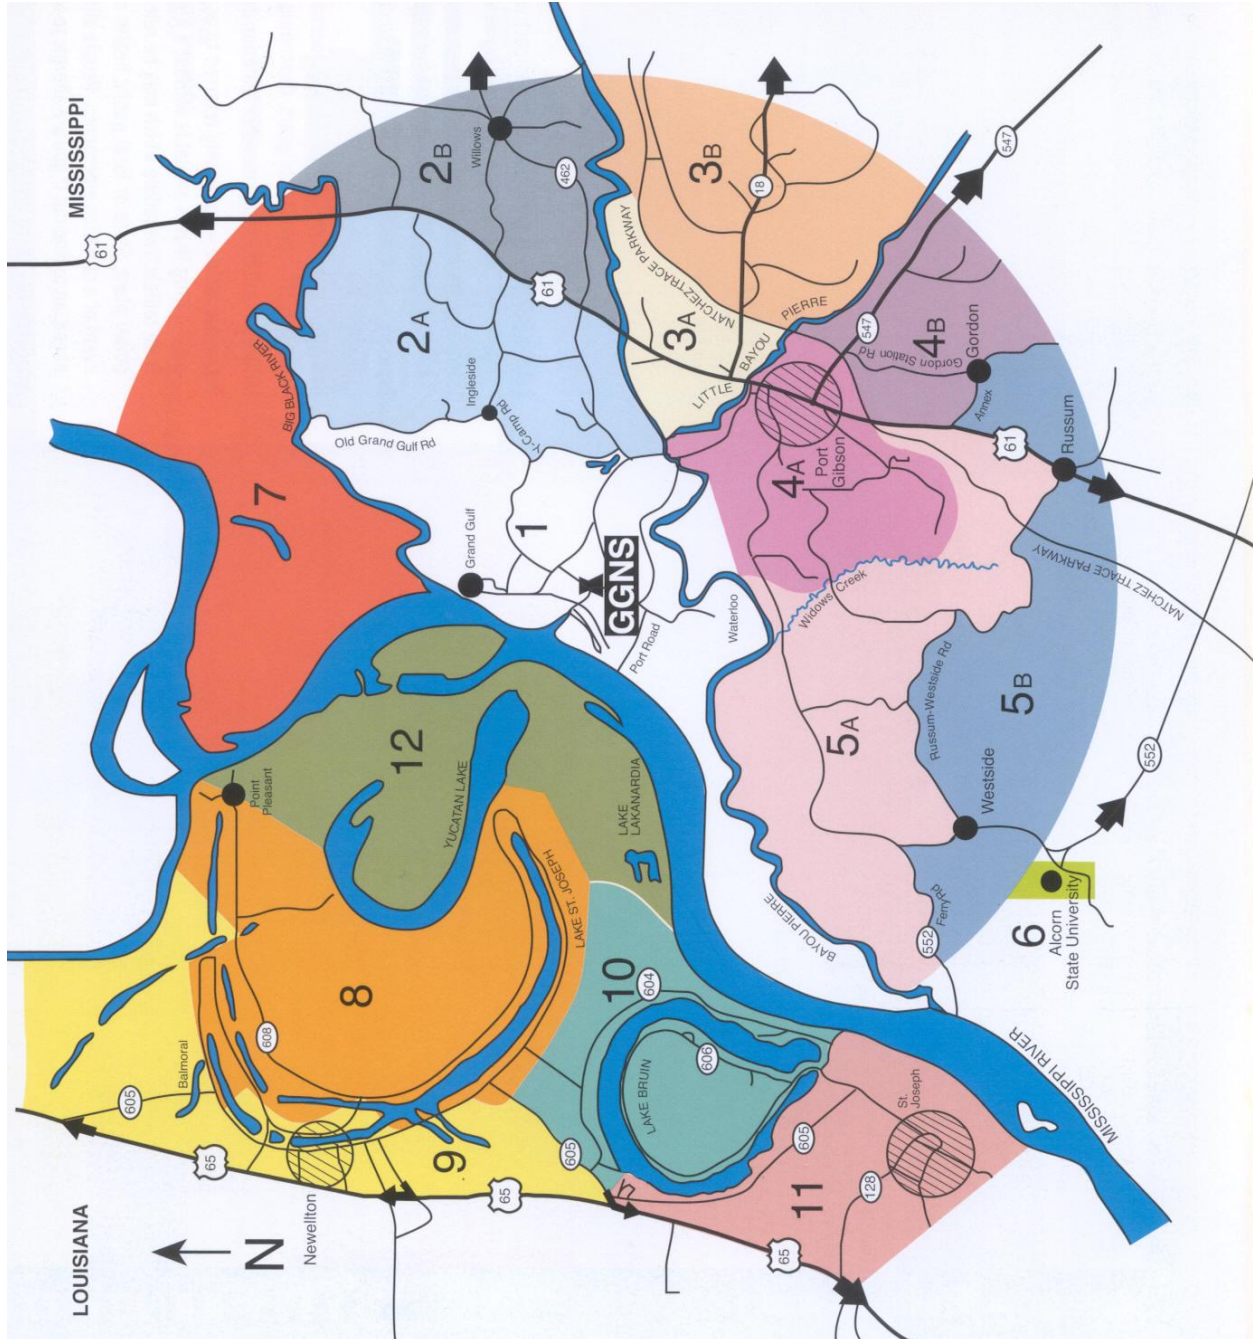 LOUISIANA
N
MISSISSIPPI
61
7
BIG BLACK RIVER
2A
2B
Willows
462
61
Ingleside
Old Grand Gulf Rd
Y-Camp Rd
Grand Gulf
1
GGNS
Port Road
Waterloo
3A
3B
NATCHEZ TRACE PARKWAY
18
LITTLE BAYOU PIERRE
547
547
4A
Port
Gibson
4B
Gordon Station Rd
Gordon
Annex
61
Russum
Widows Creek
NATCHEZ TRACE PARKWAY
5A
5B
Russum-Westside Rd
Westside
552
552
Ferry Rd
6
Alcorn
State University
BAYOU PIERRE
MISSISSIPPI RIVER
12
Point
Pleasant
YUCATAN LAKE
LAKE
LAKANARDIA
LAKE ST. JOSEPH
8
608
Balmoral
605
65
Newellton
9
65
605
10
604
606
LAKE BRUIN
605
St.
Joseph
128
11
65